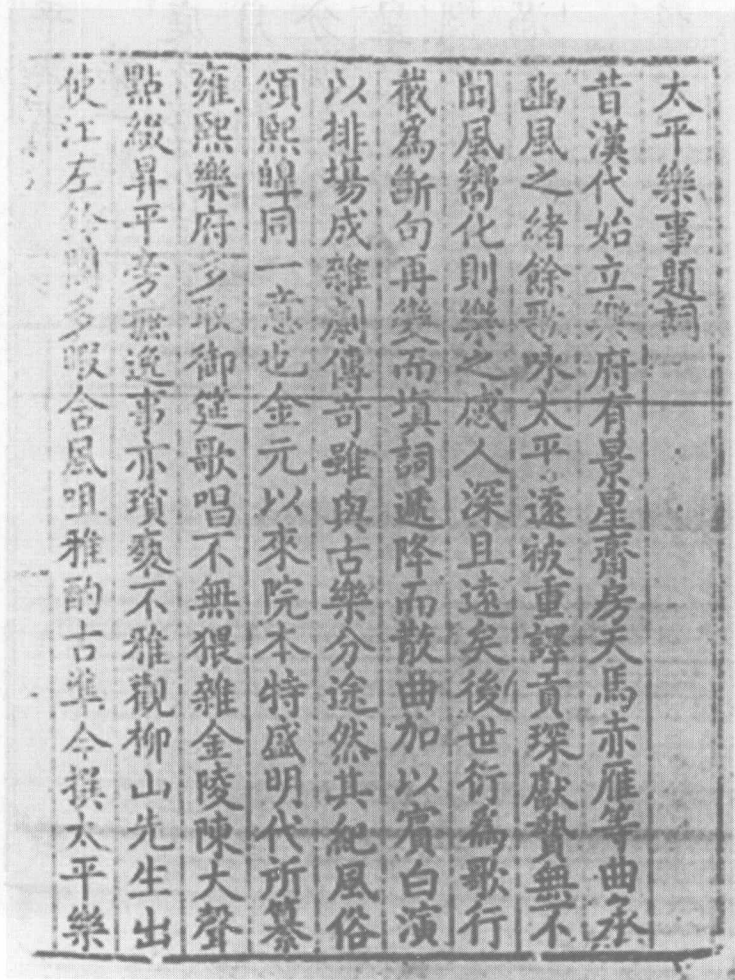 太平樂事題詞
昔漢代始立樂府有景星齋房天馬赤雁等曲承
豳風之緒餘歌咏太平遠被重譯貢琛獻贄無不
聞風嚮化則樂之感人深且遠矣後世衍爲歌行
截爲斷句再變而塡詞遞降而散曲加以賓白演
以排場成雜劇傳奇雖與古樂分途然其紀風俗
頌熙皥同一意也金元以來院本特盛明代所纂
雍熙樂府多取御筵歌唱不無猥雜金陵陳大聲
點綴昇平旁摭逸事亦瑣褻不雅觀柳山先生出
使江左鈴閣多暇含風咀雅酌古準今撰太平樂